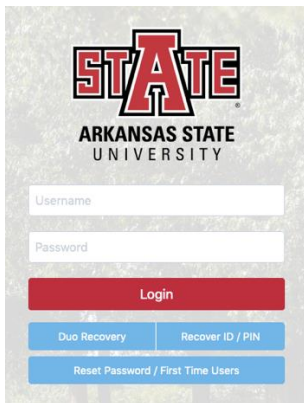 STATE
ARKANSAS STATE
UNIVERSITY
Username
Password
Login
Duo Recovery
Recover ID / PIN
Reset Password / First Time Users